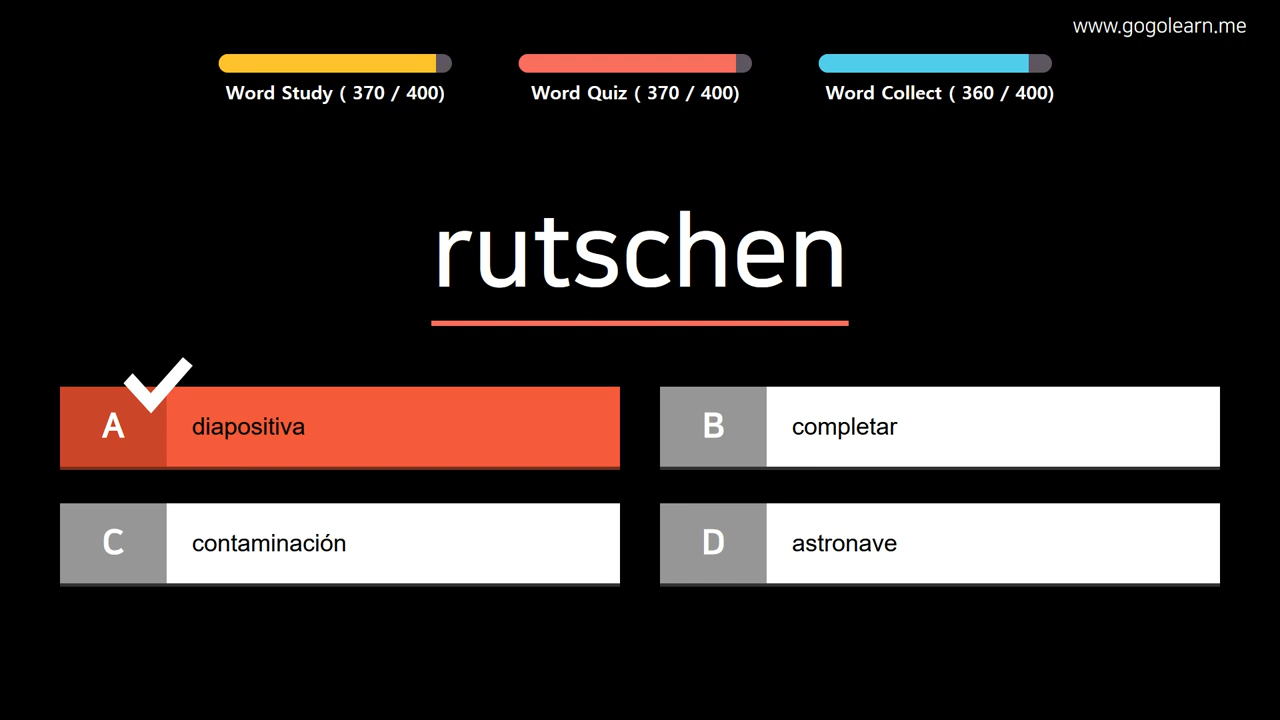 www.gogolearn.me
Word Study ( 370 / 400)
Word Quiz ( 370 / 400)
Word Collect ( 360 / 400)
rutschen
A diapositiva
B completar
C contaminación
D astronave